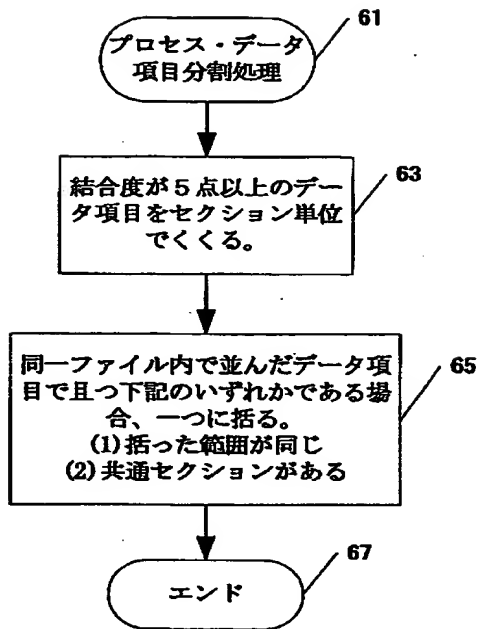 プロセス・データ
項目分割処理
61
結合度が5点以上のデー
タ項目をセクション単位
でくくる。
63
同一ファイル内で並んだデータ項
目で且つ下記のいずれかである場
合、一つに括る。
(1)括った範囲が同じ
(2)共通セクションがある
65
エンド
67